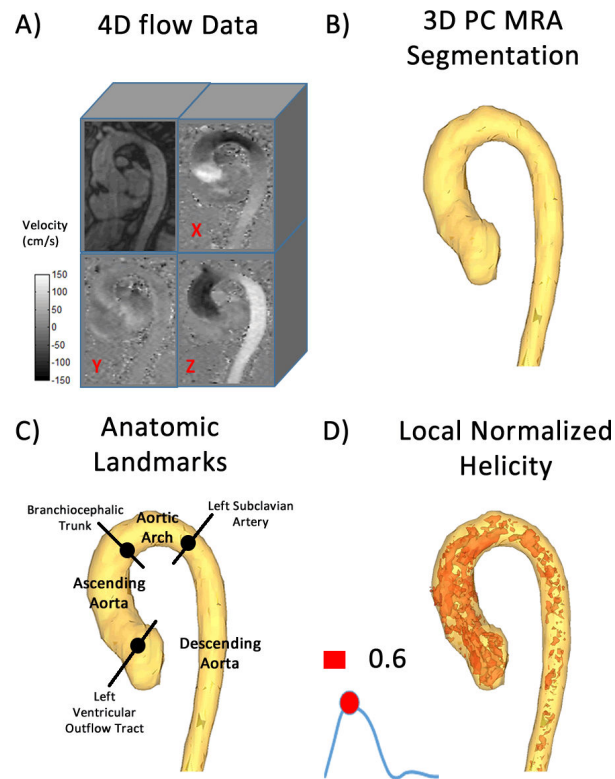 A)
4D flow Data
Velocity
(cm/s)
150
100
50
0
-50
-100
-150
X
Y
Z
B)
3D PC MRA
Segmentation
C)
Anatomic
Landmarks
Branchiocephalic
Trunk
Aortic
Arch
Left Subclavian
Artery
Ascending
Aorta
Descending
Aorta
Left
Ventricular
Outflow Tract
D)
Local Normalized
Helicity
0.6